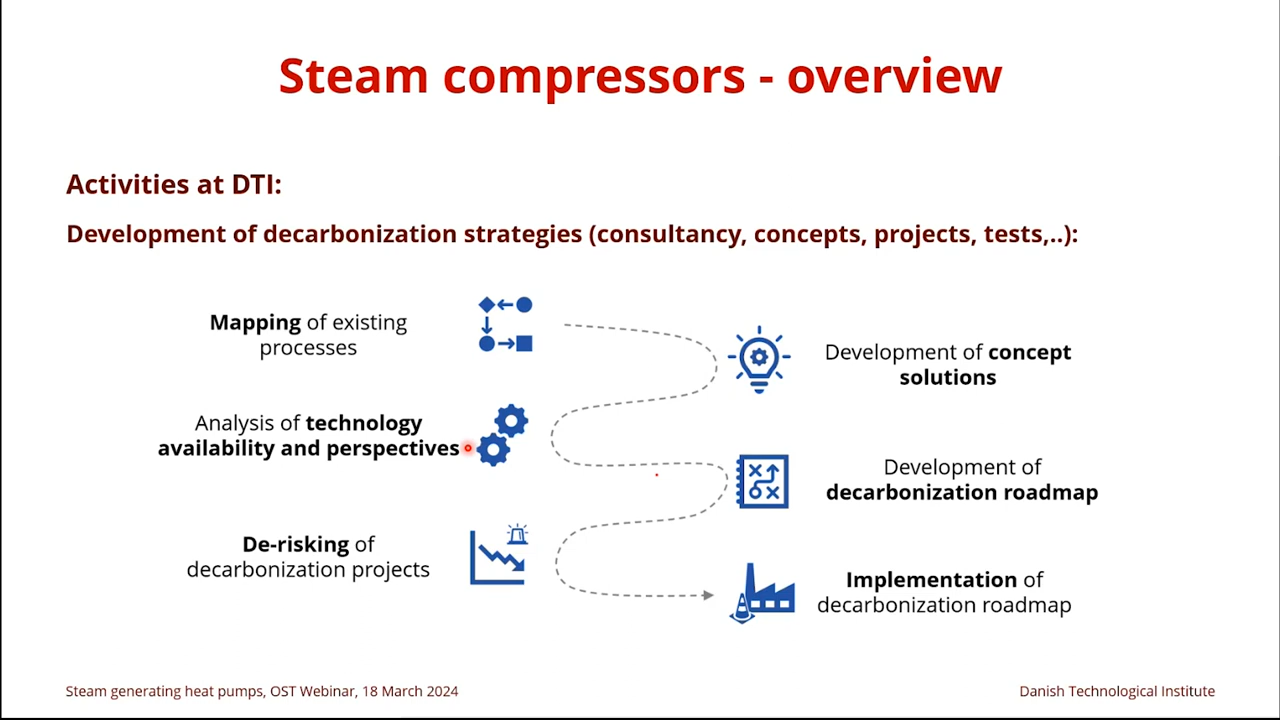 Steam compressors - overview
Activities at DTI:
Development of decarbonization strategies (consultancy, concepts, projects, tests,..):
Mapping of existing
processes
Development of concept
solutions
Analysis of technology
availability and perspectives
Development of
decarbonization roadmap
De-risking of
decarbonization projects
Implementation of
decarbonization roadmap
Steam generating heat pumps, OST Webinar, 18 March 2024
Danish Technological Institute